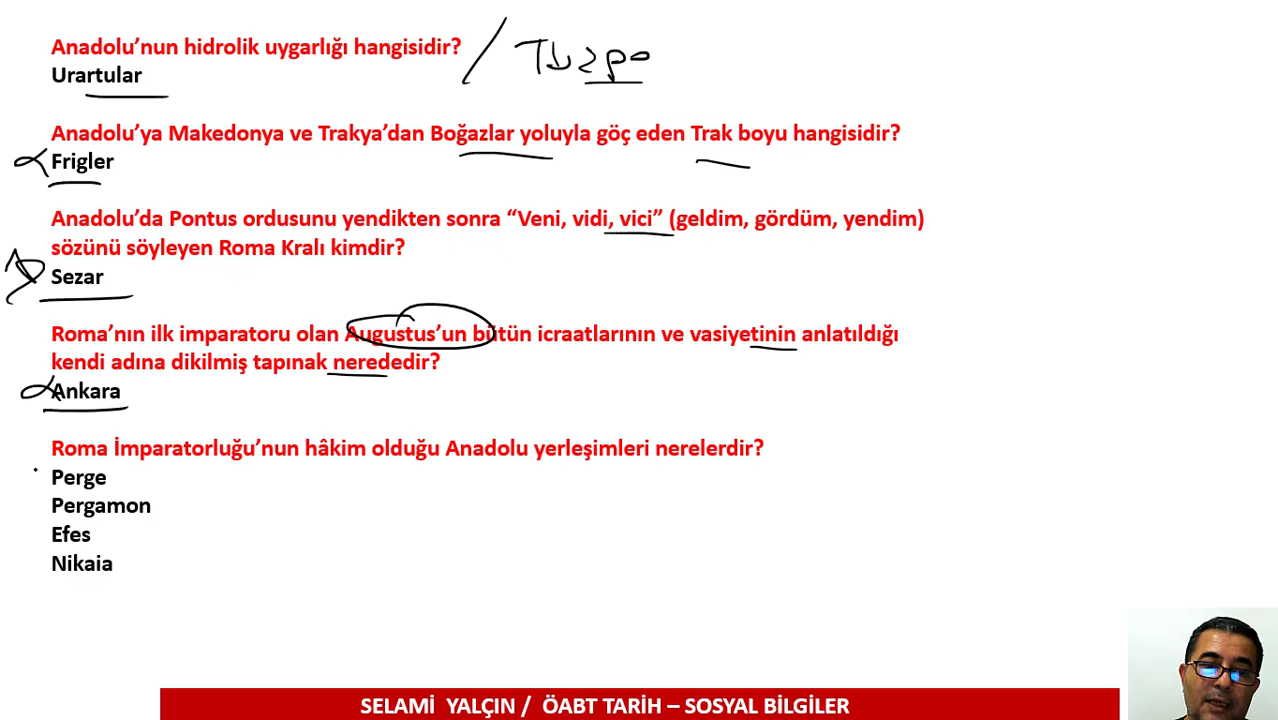 Anadolu’nun hidrolik uygarlığı hangisidir?
Tuşpa
Urartular
Anadolu’ya Makedonya ve Trakya’dan Boğazlar yoluyla göç eden Trak boyu hangisidir?
Frigler
Anadolu’da Pontus ordusunu yendikten sonra “Veni, vidi, vici” (geldim, gördüm, yendim)
sözünü söyleyen Roma Kralı kimdir?
Sezar
Roma’nın ilk imparatoru olan Augustus’un bütün icraatlarının ve vasiyetinin anlatıldığı
kendi adına dikilmiş tapınak nerededir?
Ankara
Roma İmparatorluğu’nun hâkim olduğu Anadolu yerleşimleri nerelerdir?
Perge
Pergamon
Efes
Nikaia
SELAMİ YALÇIN / ÖABT TARİH – SOSYAL BİLGİLER